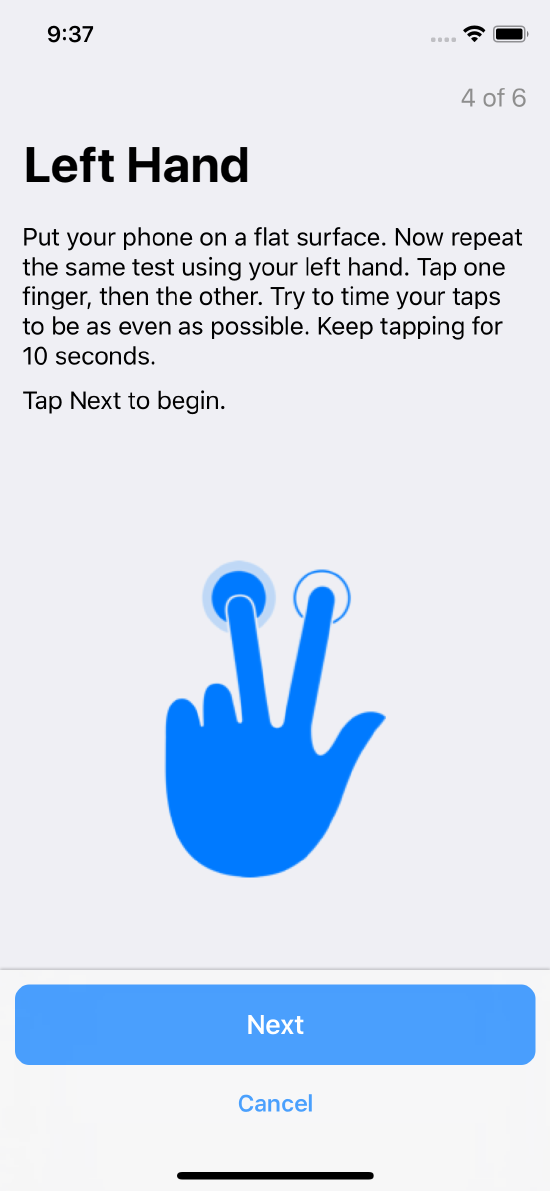 9:37
4 of 6
Left Hand
Put your phone on a flat surface. Now repeat
the same test using your left hand. Tap one
finger, then the other. Try to time your taps
to be as even as possible. Keep tapping for
10 seconds.
Tap Next to begin.
Next
Cancel